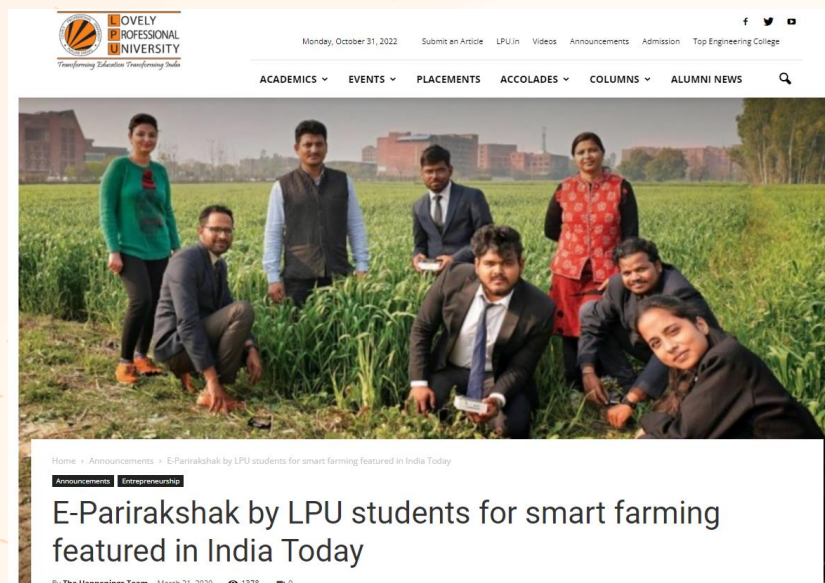 LOVELY
PROFESSIONAL
UNIVERSITY
Transforming Education Transforming India
Monday, October 31, 2022 Submit an Article LPU.in Videos Announcements Admission Top Engineering College
ACADEMICS EVENTS PLACEMENTS ACCOLADES COLUMNS ALUMNI NEWS
Home › Announcements › E-Parirakshak by LPU students for smart farming featured in India Today
Announcements Entrepreneurship
E-Parirakshak by LPU students for smart farming
featured in India Today
By The Happenings Team - March 21, 2020 1378 0